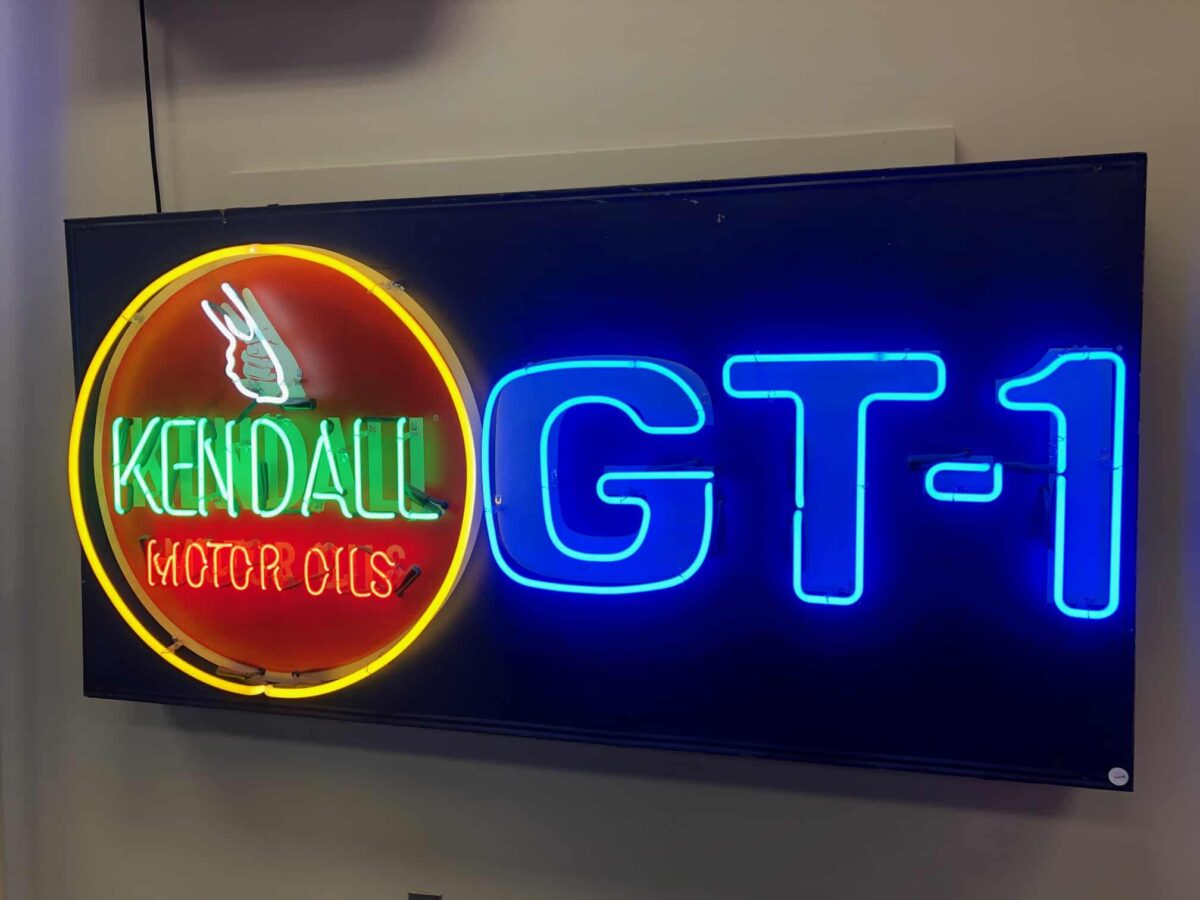 KENDALL
MOTOR OILS
GT-1